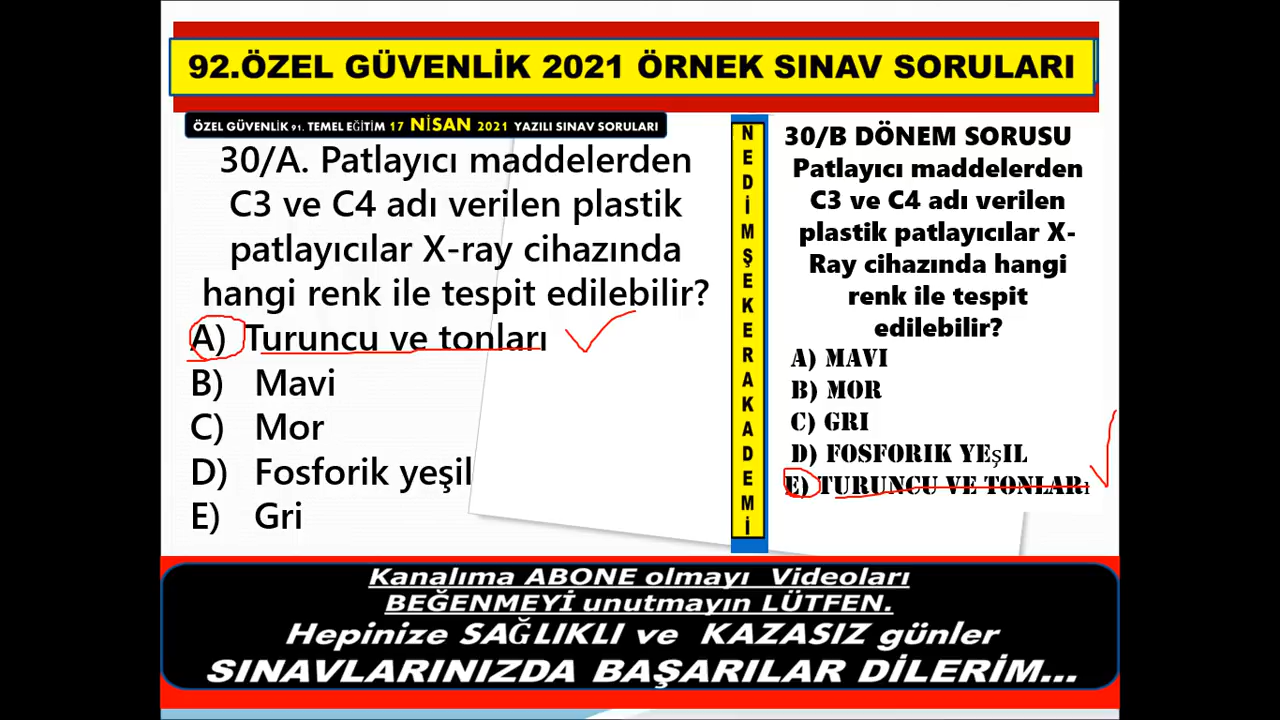 92.ÖZEL GÜVENLİK 2021 ÖRNEK SINAV SORULARI
ÖZEL GÜVENLİK 91. TEMEL EĞİTİM 17 NİSAN 2021 YAZILI SINAV SORULARI
30/A. Patlayıcı maddelerden
C3 ve C4 adı verilen plastik
patlayıcılar X-ray cihazında
hangi renk ile tespit edilebilir?
A) Turuncu ve tonları
B) Mavi
C) Mor
D) Fosforik yeşil
E) Gri
NEDİMŞEKERAKADEMİ
30/B DÖNEM SORUSU
Patlayıcı maddelerden
C3 ve C4 adı verilen
plastik patlayıcılar X-
Ray cihazında hangi
renk ile tespit
edilebilir?
A) MAVI
B) MOR
C) GRI
D) FOSFORIK YEşIL
E) TURUNCU VE TONLARı
Kanalıma ABONE olmayı Videoları
BEĞENMEYİ unutmayın LÜTFEN.
Hepinize SAĞLIKLI ve KAZASIZ günler
SINAVLARINIZDA BAŞARILAR DİLERİM...